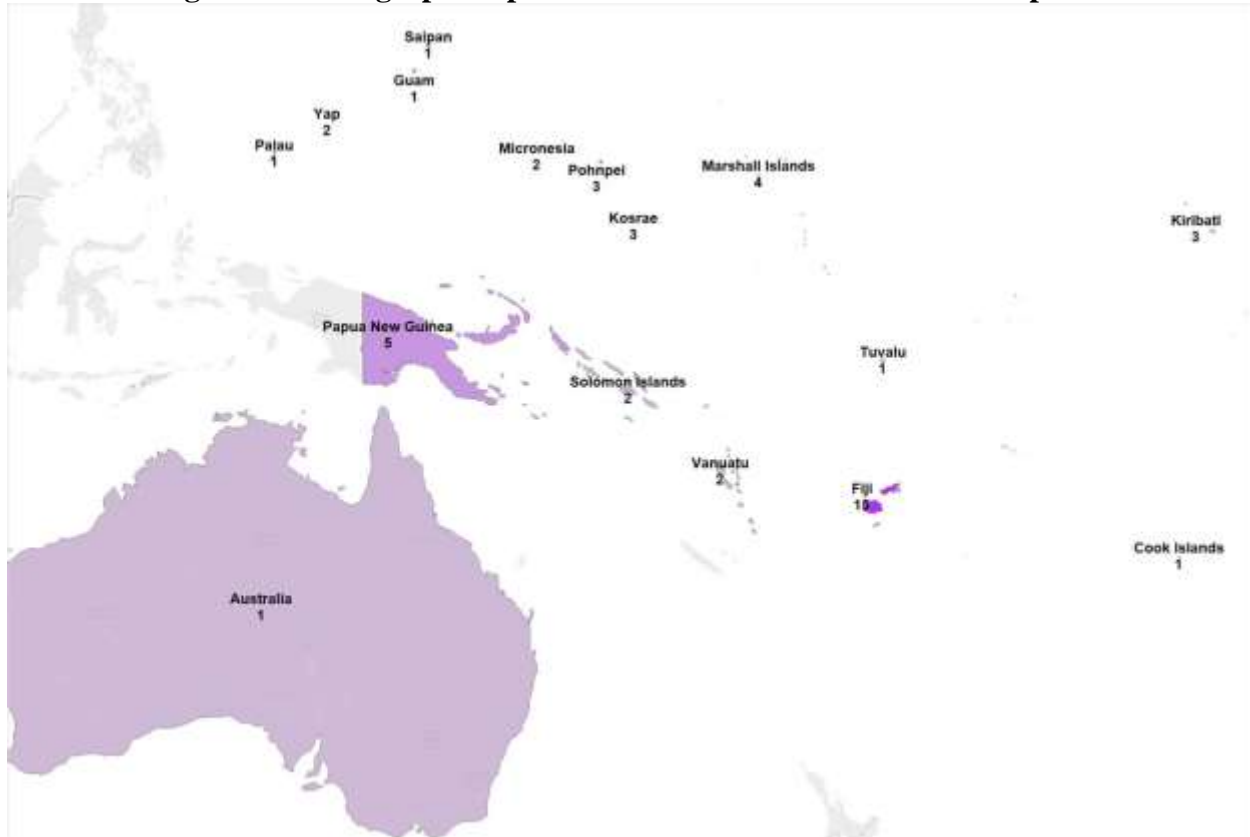 Saipan
1
Guam
1
Yap
2
Palau
1
Micronesia
2
Pohnpei
3
Marshall Islands
4
Kosrae
3
Kiribati
3
Papua New Guinea
5
Tuvalu
1
Solomon Islands
2
Vanuatu
2
Fiji
10
Cook Islands
1
Australia
1